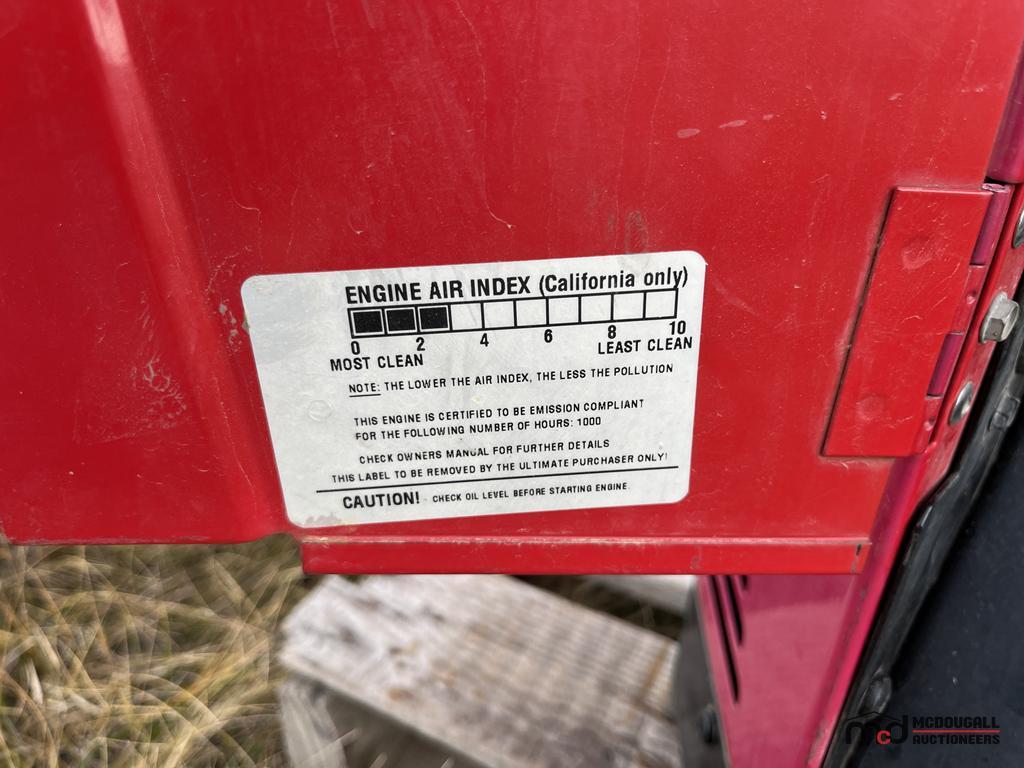 ENGINE AIR INDEX (California only)
0 2 4 6 8 10
MOST CLEAN LEAST CLEAN
NOTE: THE LOWER THE AIR INDEX, THE LESS THE POLLUTION
THIS ENGINE IS CERTIFIED TO BE EMISSION COMPLIANT
FOR THE FOLLOWING NUMBER OF HOURS: 1000
CHECK OWNERS MANUAL FOR FURTHER DETAILS
THIS LABEL TO BE REMOVED BY THE ULTIMATE PURCHASER ONLY!
CAUTION! - CHECK OIL LEVEL BEFORE STARTING ENGINE.
mcd MCDOUGALL
AUCTIONEERS